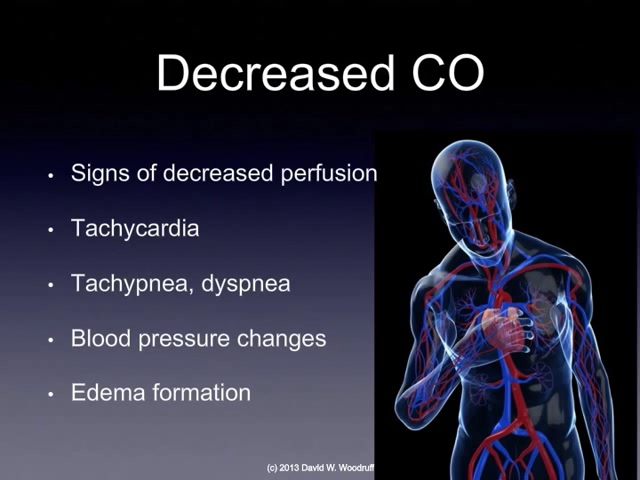 Decreased CO
• Signs of decreased perfusion
• Tachycardia
• Tachypnea, dyspnea
• Blood pressure changes
• Edema formation
(c) 2013 David W. Woodruff